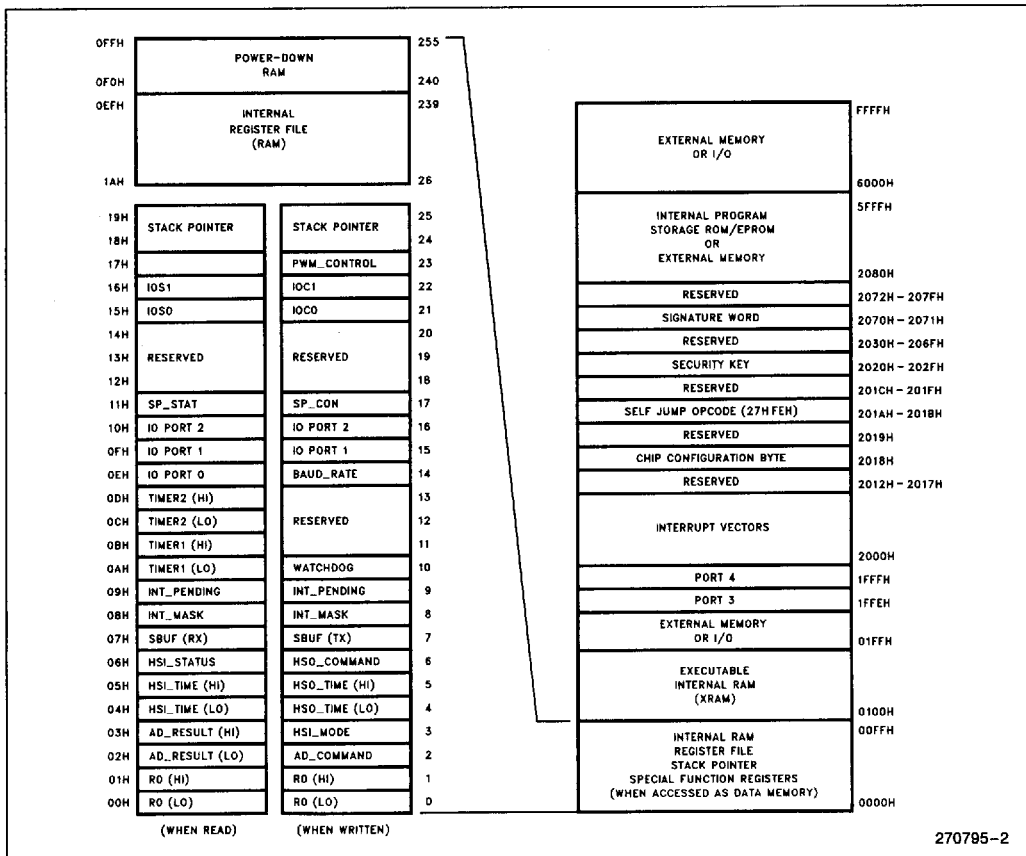 0FFH
POWER-DOWN
RAM
255
0F0H
240
0EFH
INTERNAL
REGISTER FILE
(RAM)
239
1AH
26
19H
STACK POINTER
STACK POINTER
25
18H
24
17H
PWM_CONTROL
23
16H
IOS1
IOC1
22
15H
IOS0
IOC0
21
14H
20
13H
RESERVED
RESERVED
19
12H
18
11H
SP_STAT
SP_CON
17
10H
IO PORT 2
IO PORT 2
16
0FH
IO PORT 1
IO PORT 1
15
0EH
IO PORT 0
BAUD_RATE
14
0DH
TIMER2 (HI)
13
0CH
TIMER2 (LO)
RESERVED
12
0BH
TIMER1 (HI)
11
0AH
TIMER1 (LO)
WATCHDOG
10
09H
INT_PENDING
INT_PENDING
9
08H
INT_MASK
INT_MASK
8
07H
SBUF (RX)
SBUF (TX)
7
06H
HSI_STATUS
HSO_COMMAND
6
05H
HSI_TIME (HI)
HSO_TIME (HI)
5
04H
HSI_TIME (LO)
HSO_TIME (LO)
4
03H
AD_RESULT (HI)
HSI_MODE
3
02H
AD_RESULT (LO)
AD_COMMAND
2
01H
R0 (HI)
R0 (HI)
1
00H
R0 (LO)
R0 (LO)
0
(WHEN READ)
(WHEN WRITTEN)
FFFFH
EXTERNAL MEMORY
OR I/O
6000H
5FFFH
INTERNAL PROGRAM
STORAGE ROM/EPROM
OR
EXTERNAL MEMORY
2080H
RESERVED
2072H - 207FH
SIGNATURE WORD
2070H - 2071H
RESERVED
2030H - 206FH
SECURITY KEY
2020H - 202FH
RESERVED
201CH - 201FH
SELF JUMP OPCODE (27H FEH)
201AH - 201BH
RESERVED
2019H
CHIP CONFIGURATION BYTE
2018H
RESERVED
2012H - 2017H
INTERRUPT VECTORS
2000H
PORT 4
1FFFH
PORT 3
1FFEH
EXTERNAL MEMORY
OR I/O
01FFH
EXECUTABLE
INTERNAL RAM
(XRAM)
0100H
00FFH
INTERNAL RAM
REGISTER FILE
STACK POINTER
SPECIAL FUNCTION REGISTERS
(WHEN ACCESSED AS DATA MEMORY)
0000H
270795-2